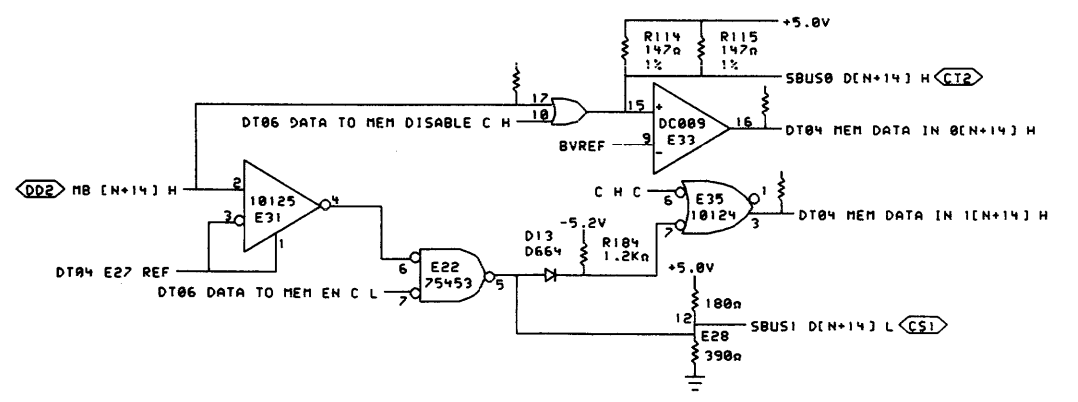 +5.0V
R114
147Ω
1%
R115
147Ω
1%
SBUS0 D[N+14] H CT2
17
10
DT06 DATA TO MEM DISABLE C H
15
+
DC009
E33
16
9
-
BVREF
DT04 MEM DATA IN 0[N+14] H
DD2 MB [N+14] H
2
10125
E31
4
3
1
DT04 E27 REF
C H C
6
E35
10124
1
7
3
DT04 MEM DATA IN 1[N+14] H
D13
D664
-5.2V
R184
1.2KΩ
6
E22
75453
5
7
DT06 DATA TO MEM EN C L
+5.0V
180Ω
12
SBUS1 D[N+14] L CS1
E28
390Ω